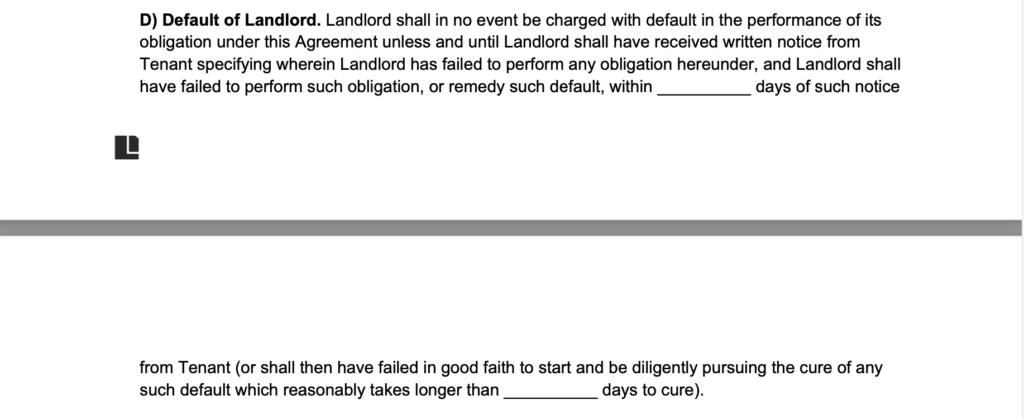 D) Default of Landlord. Landlord shall in no event be charged with default in the performance of its
obligation under this Agreement unless and until Landlord shall have received written notice from
Tenant specifying wherein Landlord has failed to perform any obligation hereunder, and Landlord shall
have failed to perform such obligation, or remedy such default, within __________ days of such notice
from Tenant (or shall then have failed in good faith to start and be diligently pursuing the cure of any
such default which reasonably takes longer than __________ days to cure).